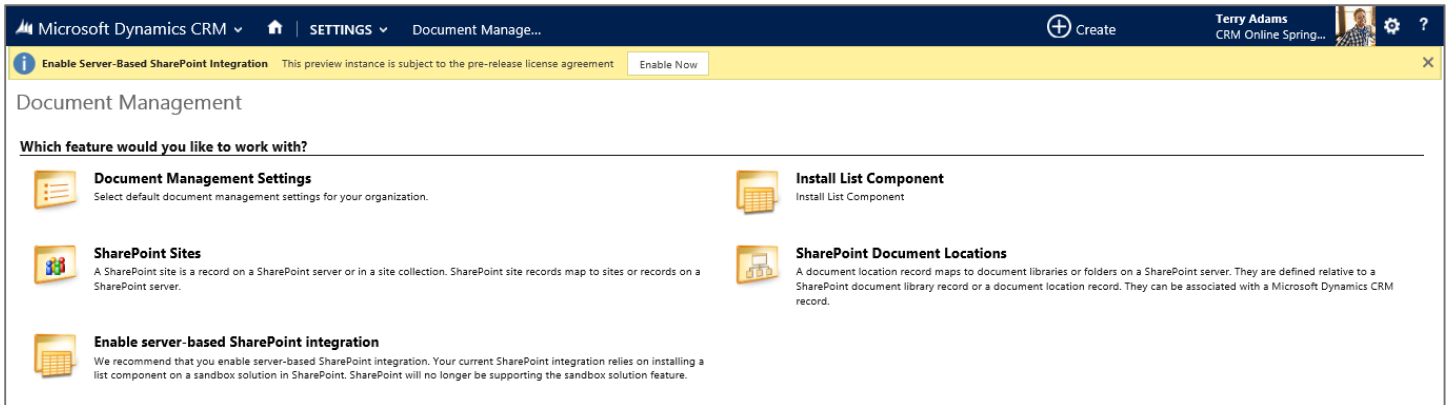 Microsoft Dynamics CRM SETTINGS Document Manage... Create Terry Adams
CRM Online Spring... ?
i Enable Server-Based SharePoint Integration This preview instance is subject to the pre-release license agreement Enable Now
Document Management
Which feature would you like to work with?
Document Management Settings
Select default document management settings for your organization.
Install List Component
Install List Component
SharePoint Sites
A SharePoint site is a record on a SharePoint server or in a site collection. SharePoint site records map to sites or records on a
SharePoint server.
SharePoint Document Locations
A document location record maps to document libraries or folders on a SharePoint server. They are defined relative to a
SharePoint document library record or a document location record. They can be associated with a Microsoft Dynamics CRM
record.
Enable server-based SharePoint integration
We recommend that you enable server-based SharePoint integration. Your current SharePoint integration relies on installing a
list component on a sandbox solution in SharePoint. SharePoint will no longer be supporting the sandbox solution feature.